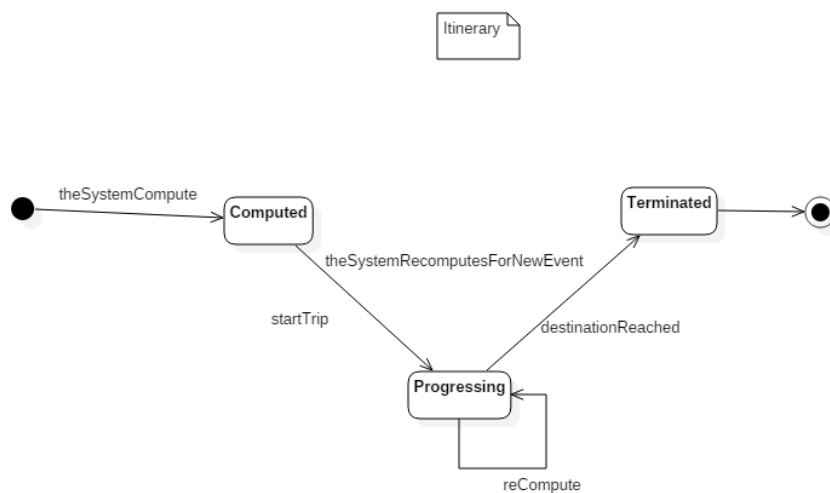 Itinerary
theSystemCompute
Computed
Terminated
theSystemRecomputesForNewEvent
startTrip
destinationReached
Progressing
reCompute